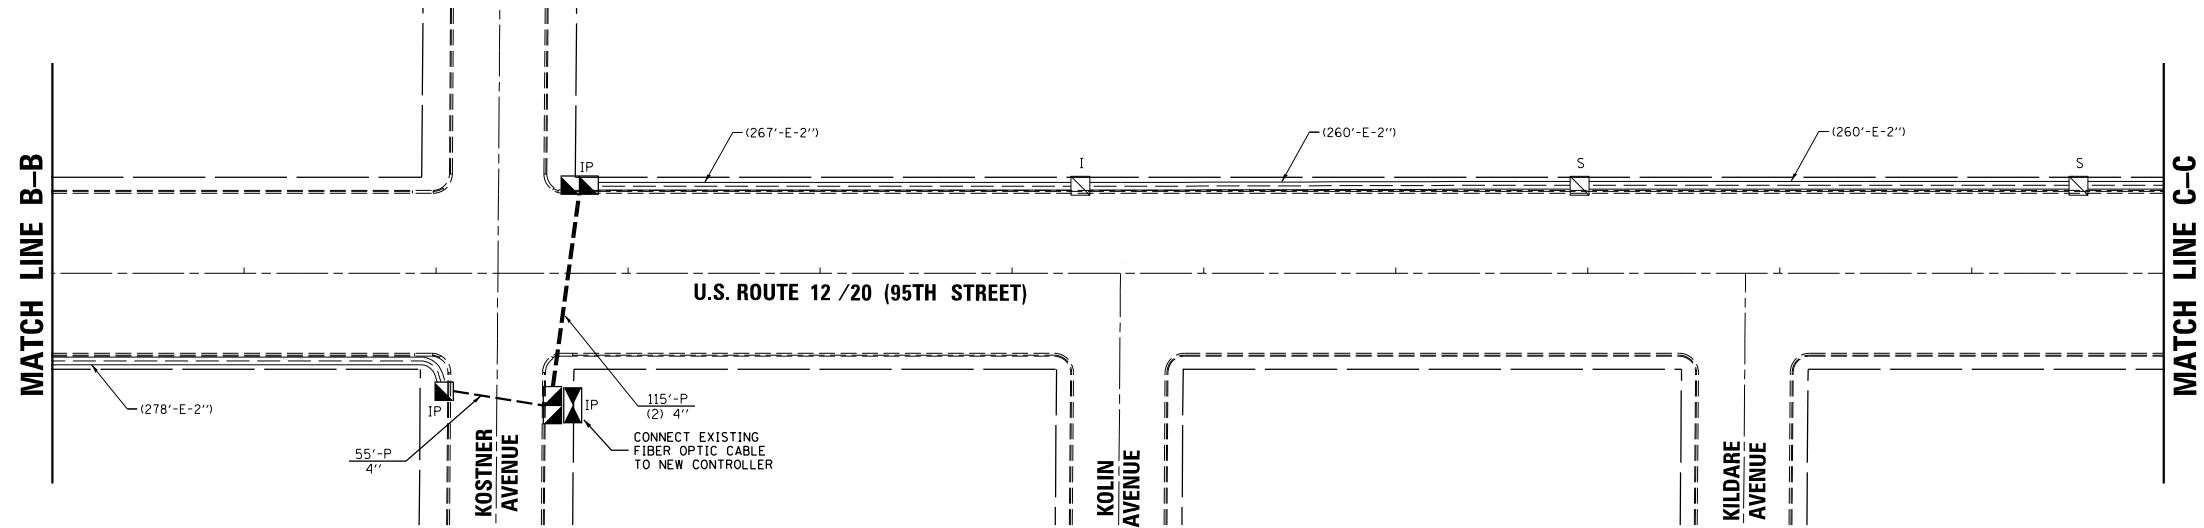 (267'-E-2'')
(260'-E-2'')
(260'-E-2'')
IP
I
S
S
MATCH LINE B-B
MATCH LINE C-C
U.S. ROUTE 12 /20 (95TH STREET)
(278'-E-2'')
IP
IP
115'-P
(2) 4''
CONNECT EXISTING
FIBER OPTIC CABLE
TO NEW CONTROLLER
55'-P
4''
KOSTNER
AVENUE
KOLIN
AVENUE
KILDARE
AVENUE